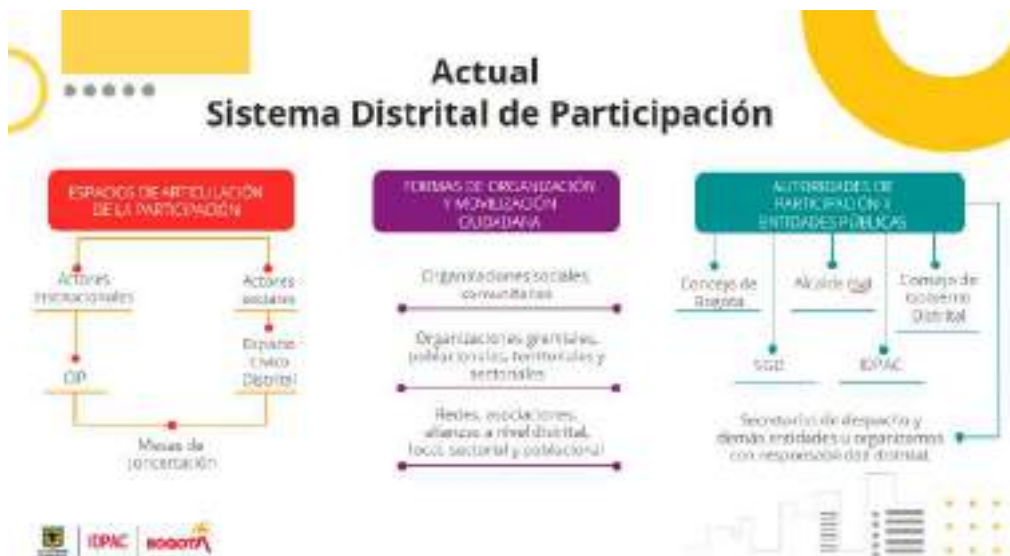 Actual
Sistema Distrital de Participación
ESPACIOS DE ARTICULACIÓN
DE LA PARTICIPACIÓN
Actores
institucionales
Actores
sociales
CIP
Espacio
Cívico
Distrital
Mesas de
concertación
FORMAS DE ORGANIZACIÓN
Y MOVILIZACIÓN
CIUDADANA
Organizaciones sociales,
comunitarias
Organizaciones gremiales,
poblacionales, territoriales y
sectoriales
Redes, asociaciones,
alianzas a nivel distrital,
local, sectorial y poblacional
AUTORIDADES DE
PARTICIPACIÓN Y
ENTIDADES PÚBLICAS
Concejo de
Bogotá
Alcalde
Consejo de
Gobierno
Distrital
SGD
IDPAC
Secretarías de despacho y
demás entidades u organismos
con responsabilidad distrital.
IDPAC
BOGOTÁ